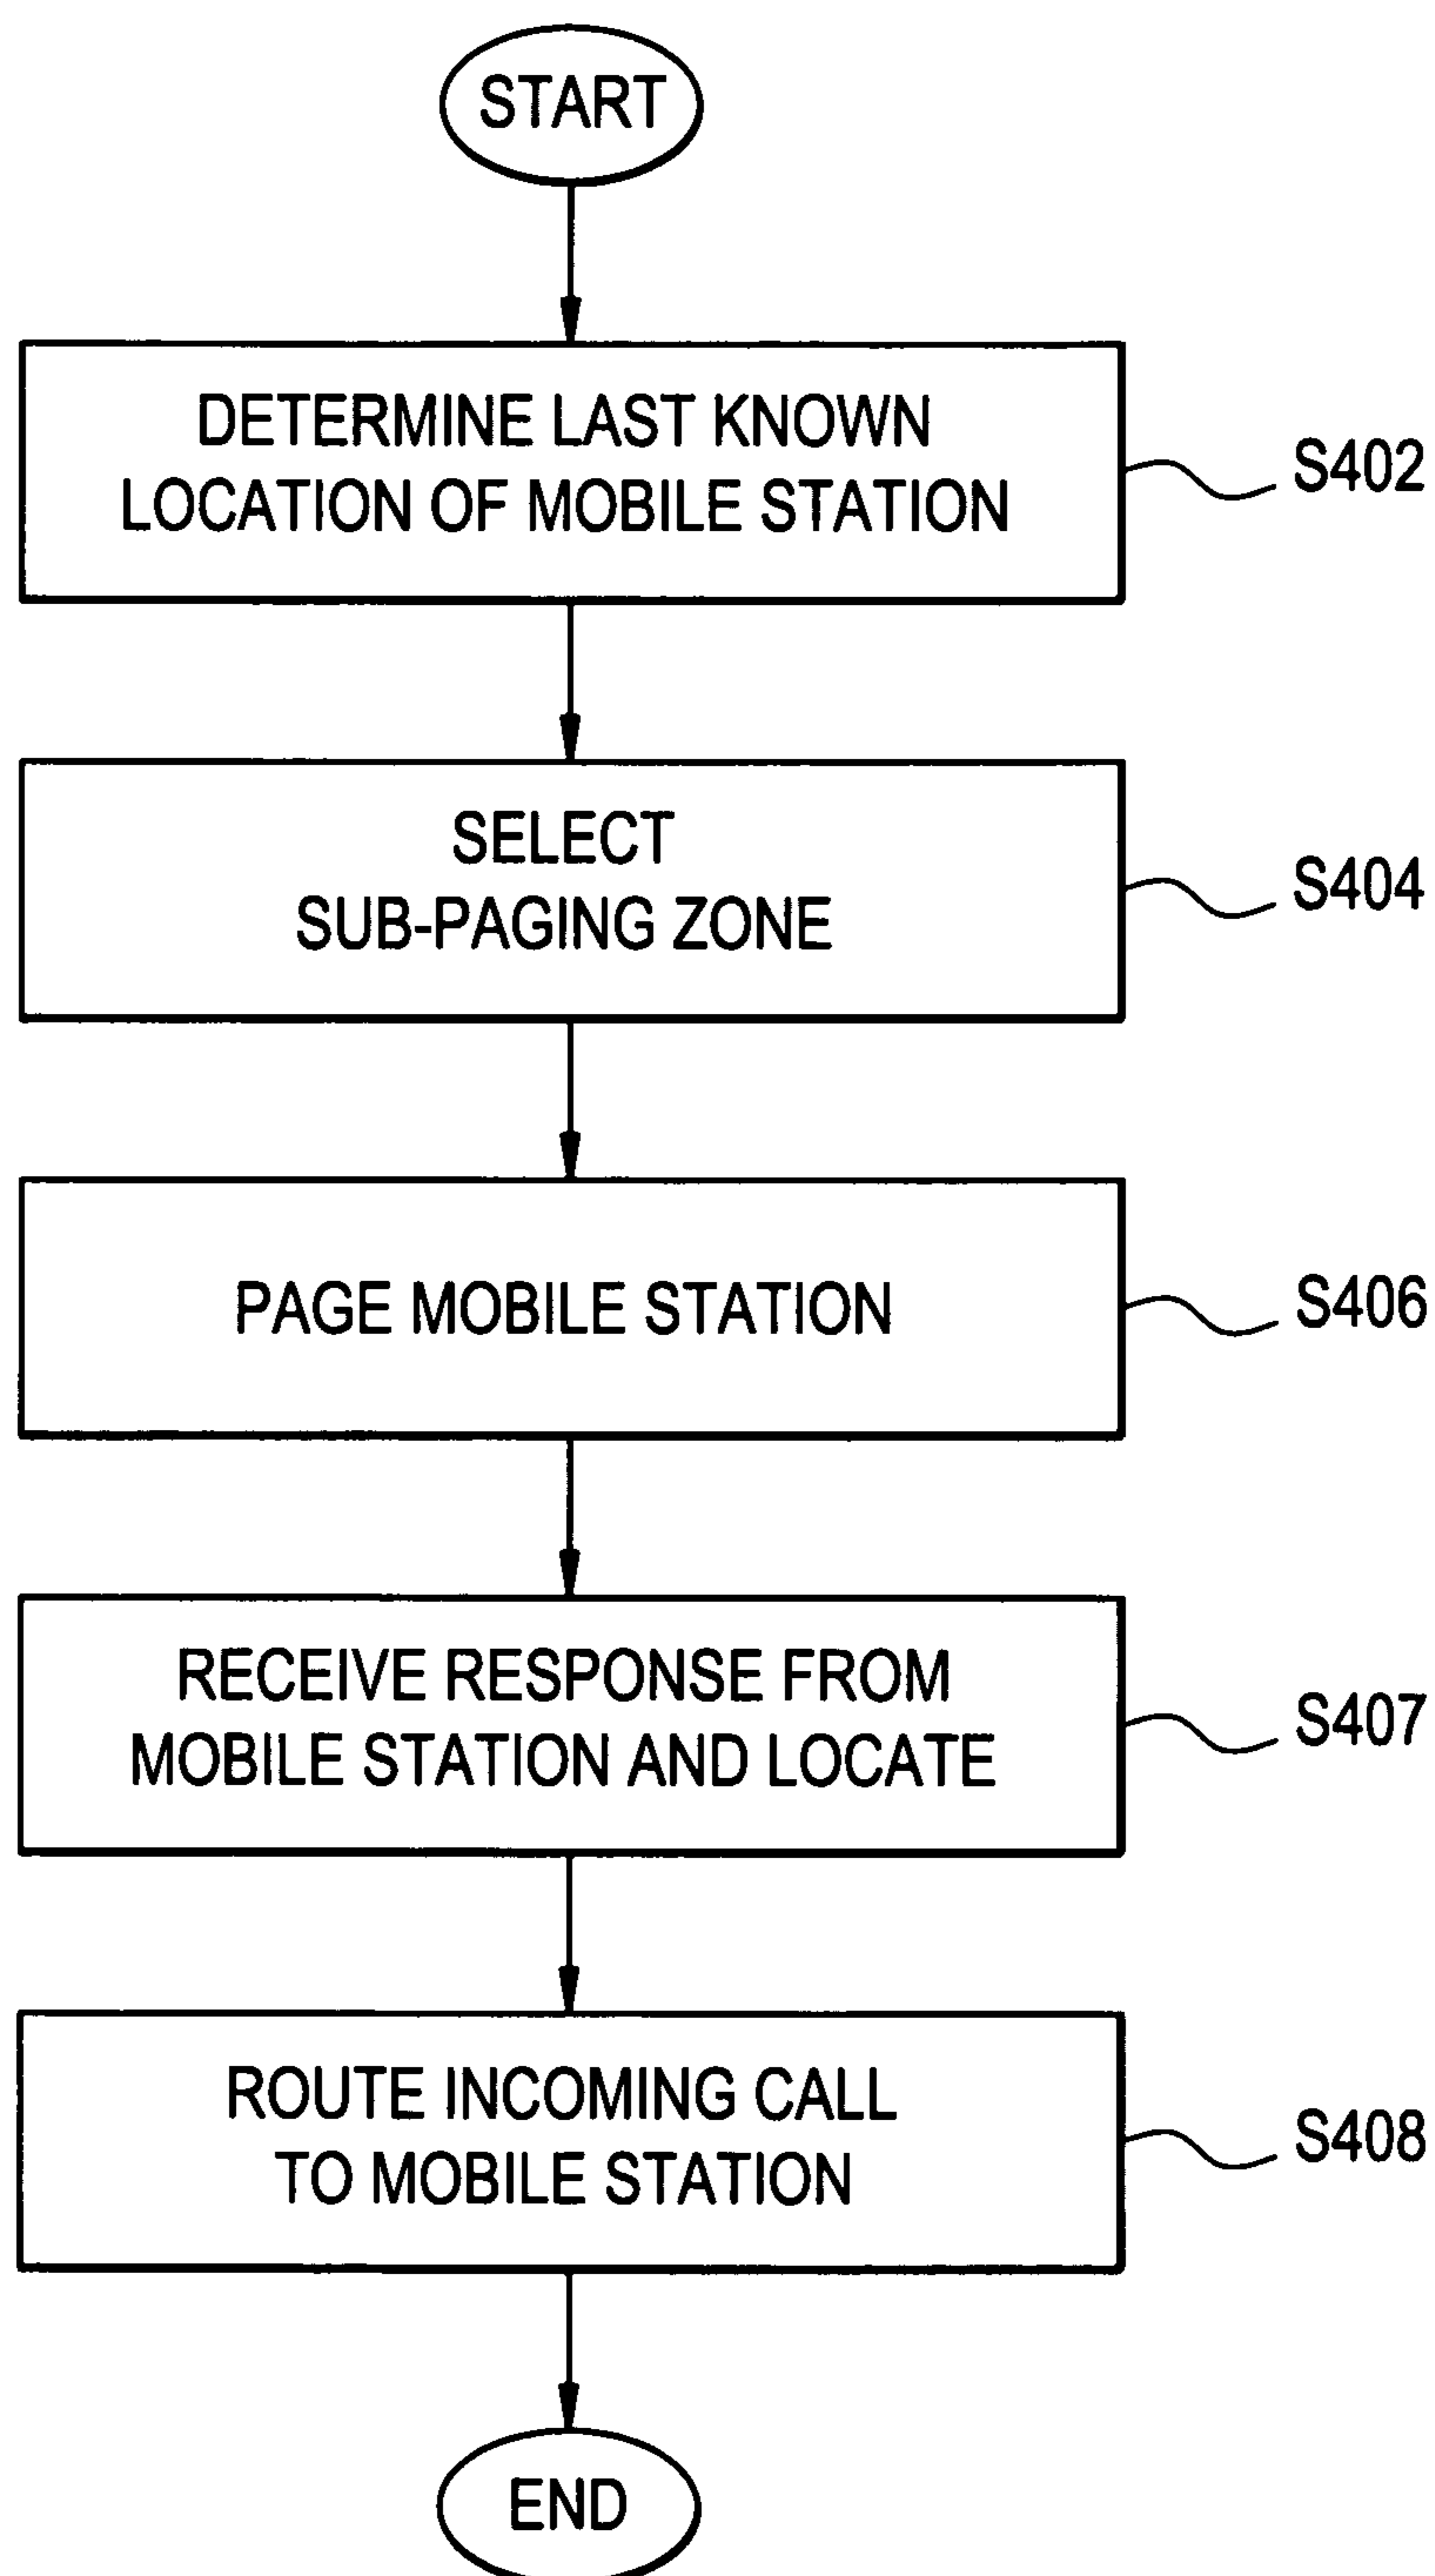 START
DETERMINE LAST KNOWN
LOCATION OF MOBILE STATION
S402
SELECT
SUB-PAGING ZONE
S404
PAGE MOBILE STATION
S406
RECEIVE RESPONSE FROM
MOBILE STATION AND LOCATE
S407
ROUTE INCOMING CALL
TO MOBILE STATION
S408
END